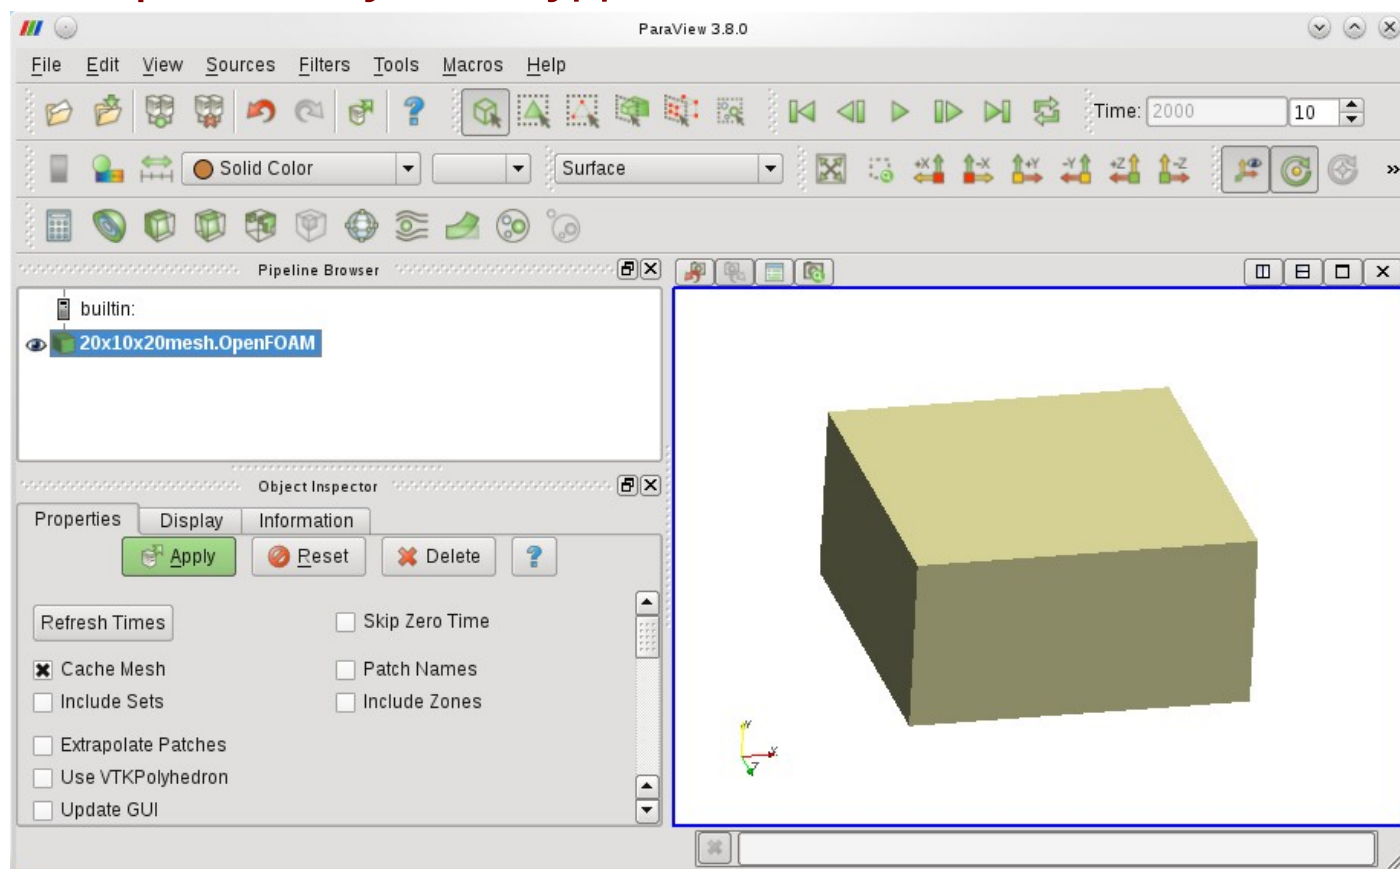 ParaView 3.8.0
File Edit View Sources Filters Tools Macros Help
Time: 2000 10
Solid Color Surface
+X -X +Y -Y +Z -Z »
Pipeline Browser
builtin:
20x10x20mesh.OpenFOAM
Object Inspector
Properties Display Information
Apply Reset Delete ?
Refresh Times Skip Zero Time
Cache Mesh Patch Names
Include Sets Include Zones
Extrapolate Patches
Use VTKPolyhedron
Update GUI
Y
X
Z